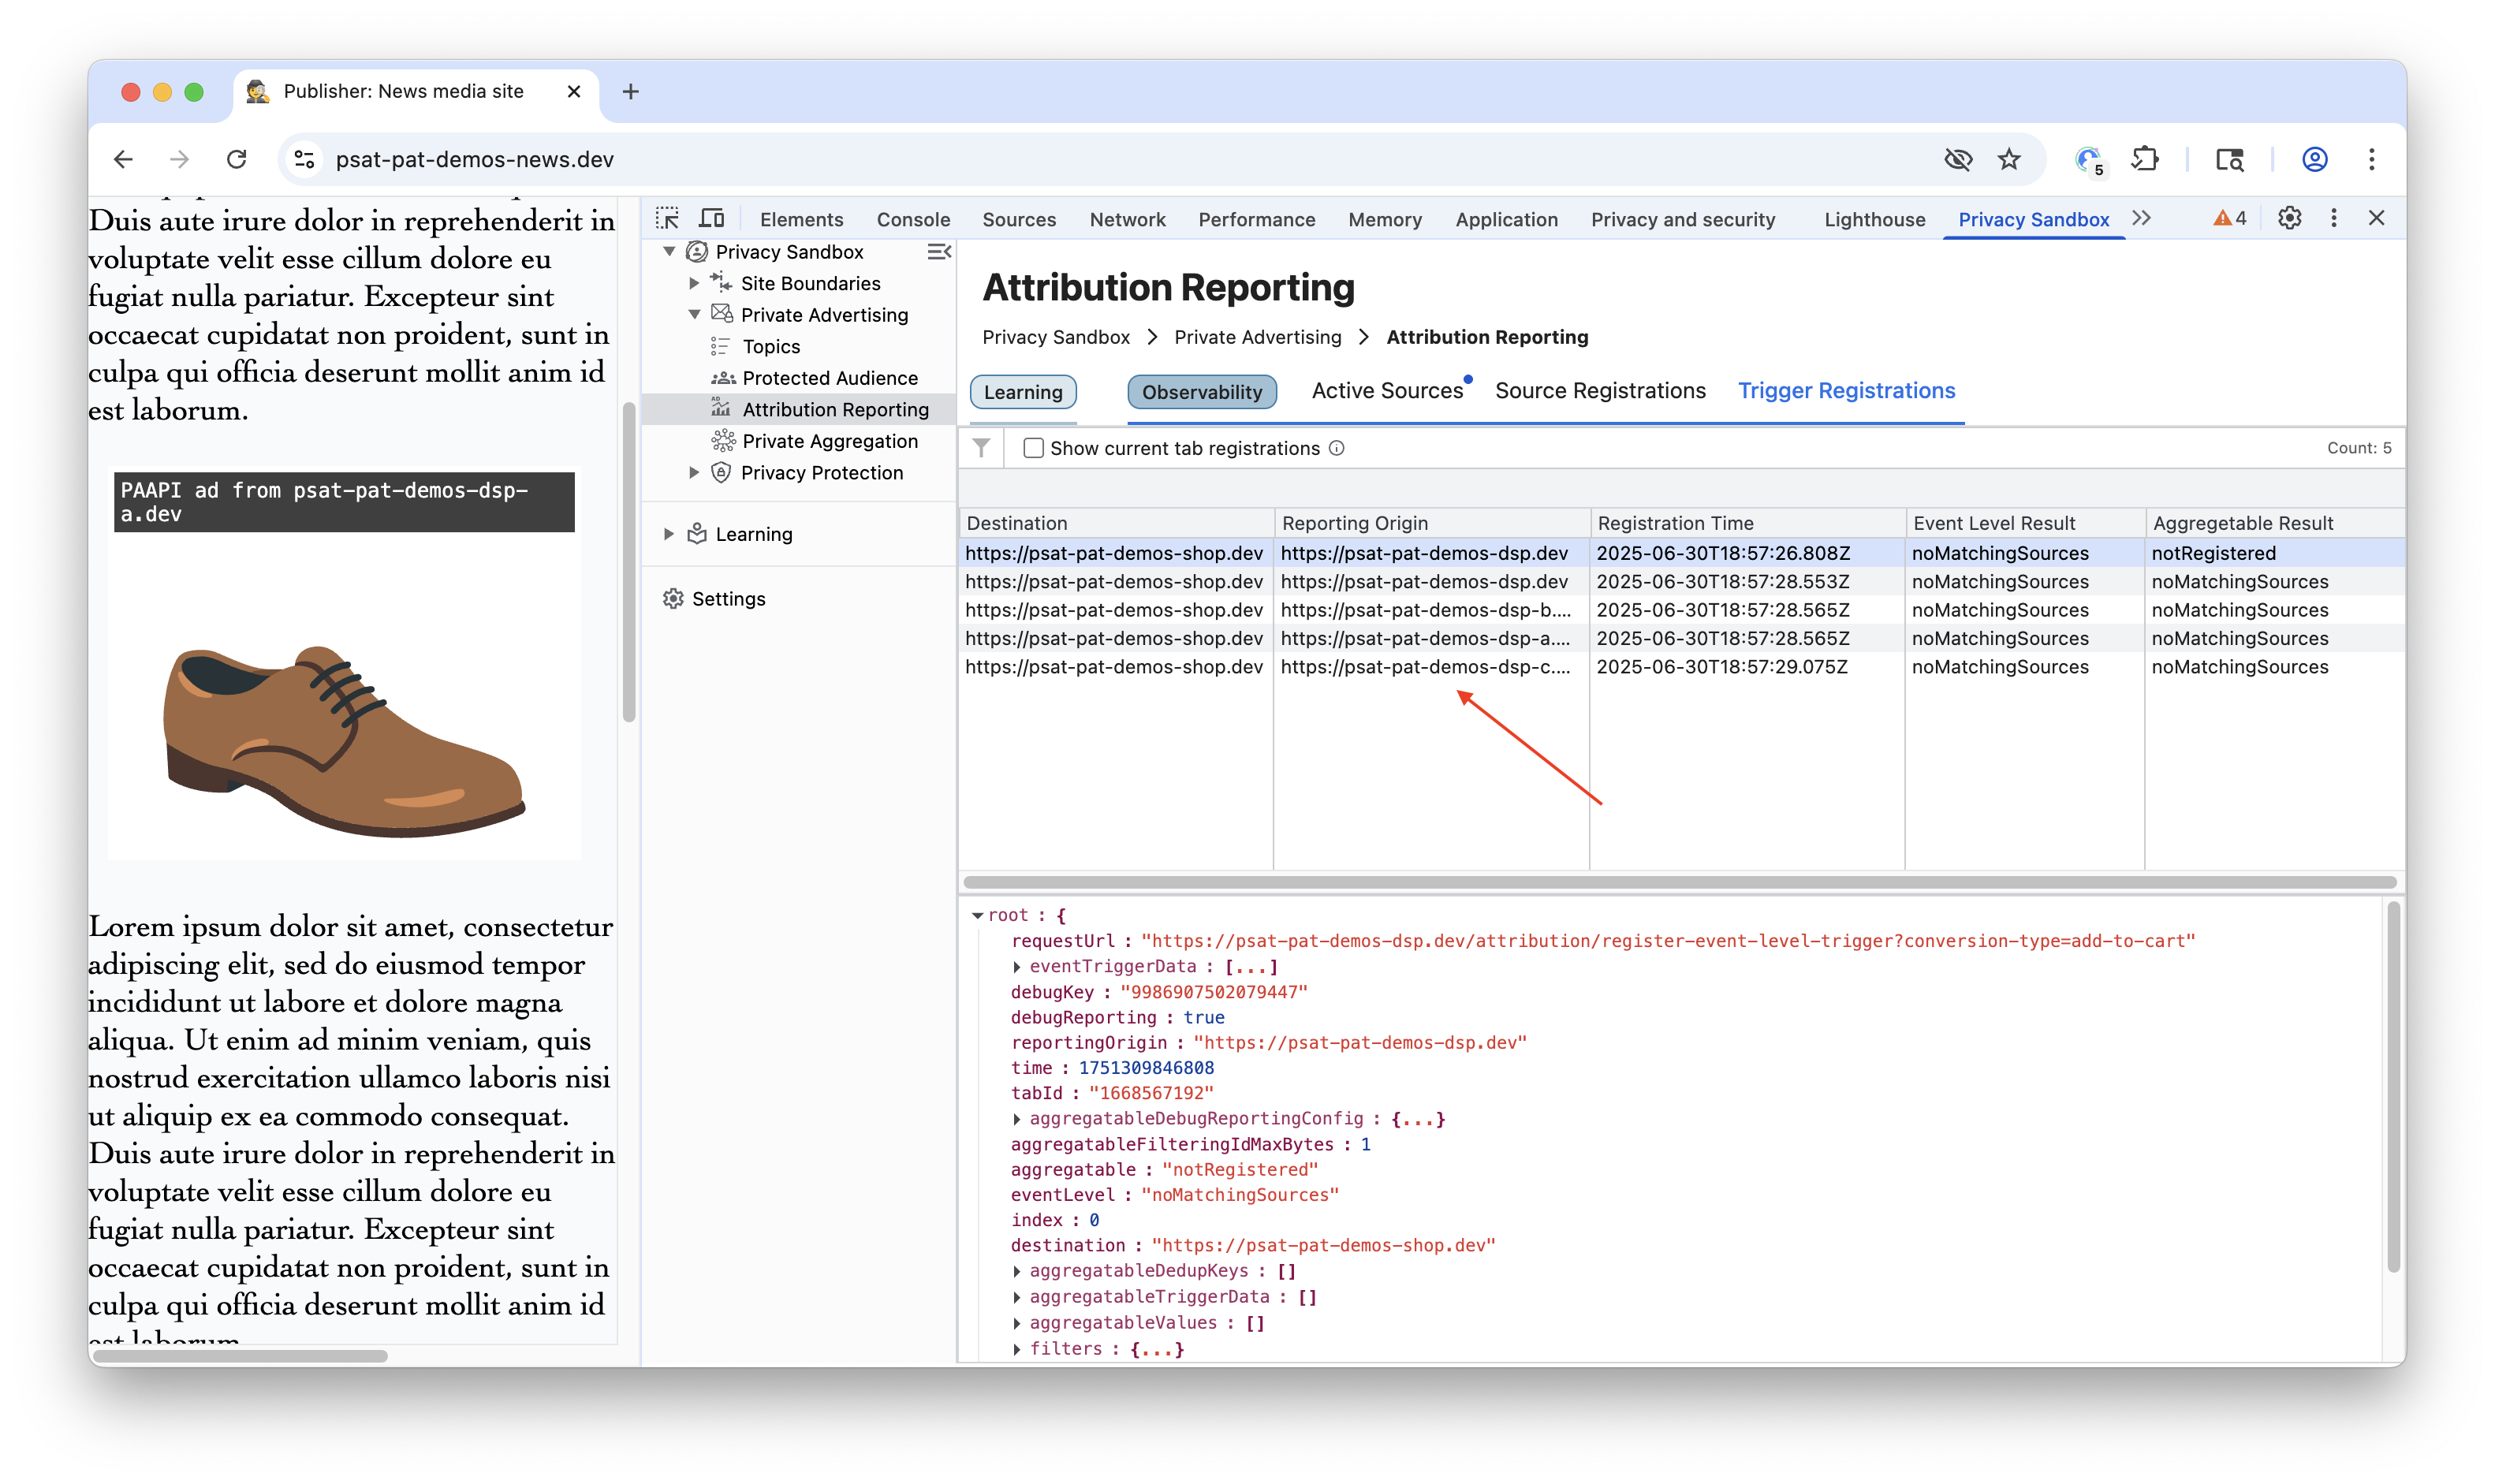 Publisher: News media site
psat-pat-demos-news.dev
5
Duis aute irure dolor in reprehenderit in
voluptate velit esse cillum dolore eu
fugiat nulla pariatur. Excepteur sint
occaecat cupidatat non proident, sunt in
culpa qui officia deserunt mollit anim id
est laborum.
PAAPI ad from psat-pat-demos-dsp-
a.dev
Lorem ipsum dolor sit amet, consectetur
adipiscing elit, sed do eiusmod tempor
incididunt ut labore et dolore magna
aliqua. Ut enim ad minim veniam, quis
nostrud exercitation ullamco laboris nisi
ut aliquip ex ea commodo consequat.
Duis aute irure dolor in reprehenderit in
voluptate velit esse cillum dolore eu
fugiat nulla pariatur. Excepteur sint
occaecat cupidatat non proident, sunt in
culpa qui officia deserunt mollit anim id
est laborum
Elements Console Sources Network Performance Memory Application Privacy and security Lighthouse Privacy Sandbox 4
Privacy Sandbox
Site Boundaries
Private Advertising
Topics
Protected Audience
Attribution Reporting
Private Aggregation
Privacy Protection
Learning
Settings
Attribution Reporting
Privacy Sandbox > Private Advertising > Attribution Reporting
Learning Observability Active Sources Source Registrations Trigger Registrations
Show current tab registrations Count: 5
Destination Reporting Origin Registration Time Event Level Result Aggregetable Result
https://psat-pat-demos-shop.dev https://psat-pat-demos-dsp.dev 2025-06-30T18:57:26.808Z noMatchingSources notRegistered
https://psat-pat-demos-shop.dev https://psat-pat-demos-dsp.dev 2025-06-30T18:57:28.553Z noMatchingSources noMatchingSources
https://psat-pat-demos-shop.dev https://psat-pat-demos-dsp-b.... 2025-06-30T18:57:28.565Z noMatchingSources noMatchingSources
https://psat-pat-demos-shop.dev https://psat-pat-demos-dsp-a.... 2025-06-30T18:57:28.565Z noMatchingSources noMatchingSources
https://psat-pat-demos-shop.dev https://psat-pat-demos-dsp-c.... 2025-06-30T18:57:29.075Z noMatchingSources noMatchingSources
root : {
requestUrl : "https://psat-pat-demos-dsp.dev/attribution/register-event-level-trigger?conversion-type=add-to-cart"
eventTriggerData : [...]
debugKey : "9986907502079447"
debugReporting : true
reportingOrigin : "https://psat-pat-demos-dsp.dev"
time : 1751309846808
tabId : "1668567192"
aggregatableDebugReportingConfig : {...}
aggregatableFilteringIdMaxBytes : 1
aggregatable : "notRegistered"
eventLevel : "noMatchingSources"
index : 0
destination : "https://psat-pat-demos-shop.dev"
aggregatableDedupKeys : []
aggregatableTriggerData : []
aggregatableValues : []
filters : {...}